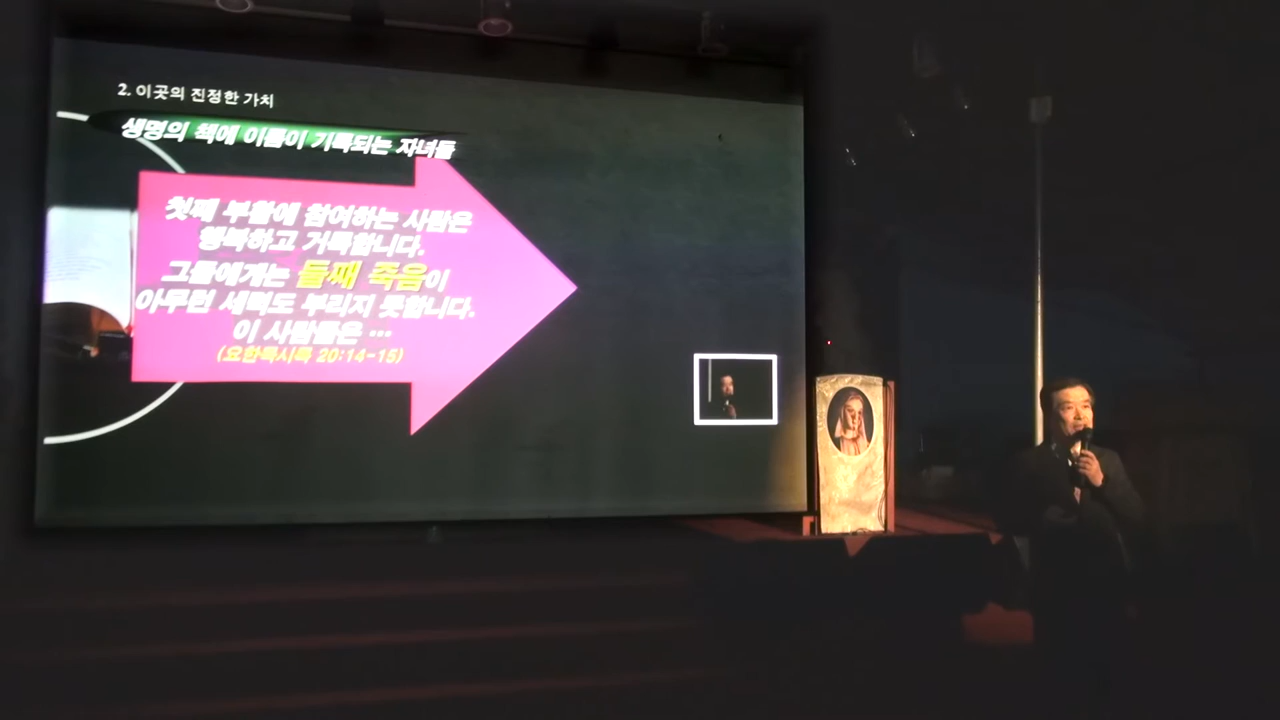 2. 이곳의 진정한 가치
생명의 책에 이름이 기록되는 자녀들
첫째 부활에 참여하는 사람은
행복하고 거룩합니다.
그들에게는 둘째 죽음이
아무런 세력도 부리지 못합니다.
이 사람들은 …
(요한묵시록 20:14-15)